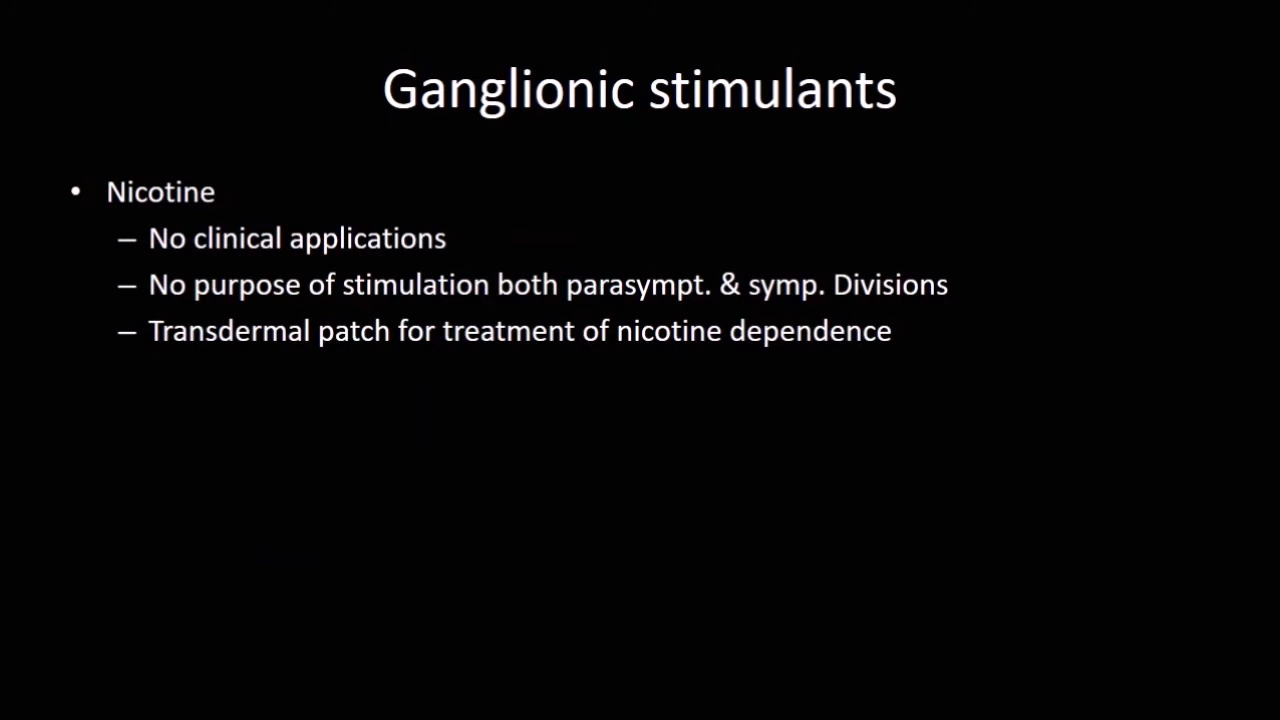 Ganglionic stimulants
• Nicotine
– No clinical applications
– No purpose of stimulation both parasympt. & symp. Divisions
– Transdermal patch for treatment of nicotine dependence